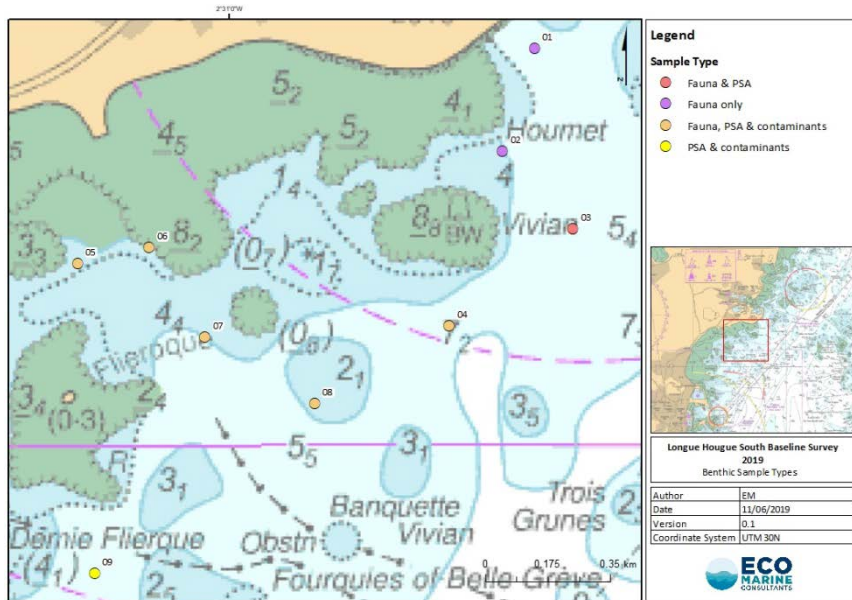 2°31'0"W
01
5₂
4₁
02
Houmet
4₅
5₂
1₄
4
03
8₈
BW
Vivian
5₄
3₃
05
06
8₂
(0₇)
*1₇
04
7₂
7
4₄
07
Flieroque
(0₈)
2₁
08
3₄
(0·3)
2₄
3₅
R
5₅
3₁
3₁
Banquette
Vivian
Trois
Grunes
2
Demie Flierque
Obstn
(4₁)
09
2₅
Fourquies of Belle Grève
0 0.175 0.35 km
Legend
Sample Type
Fauna & PSA
Fauna only
Fauna, PSA & contaminants
PSA & contaminants
Longue Hougue South Baseline Survey
2019
Benthic Sample Types
Author EM
Date 11/06/2019
Version 0.1
Coordinate System UTM 30N
ECO
MARINE
CONSULTANTS